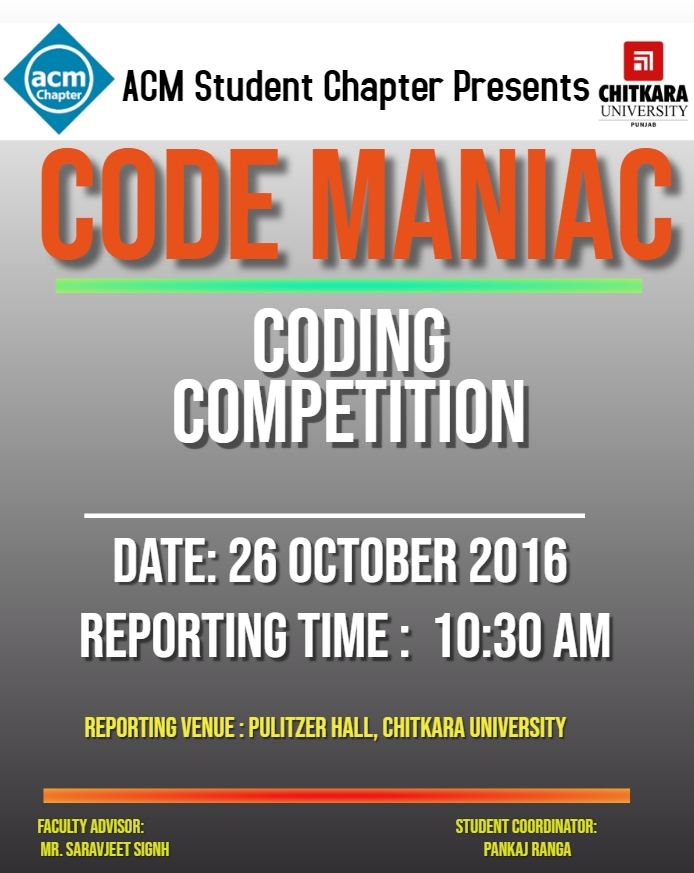 acm
Chapter
ACM Student Chapter Presents
CHITKARA
UNIVERSITY
PUNJAB
CODE MANIAC
CODING
COMPETITION
DATE: 26 OCTOBER 2016
REPORTING TIME : 10:30 AM
REPORTING VENUE : PULITZER HALL, CHITKARA UNIVERSITY
FACULTY ADVISOR:
MR. SARAVJEET SIGNH
STUDENT COORDINATOR:
PANKAJ RANGA